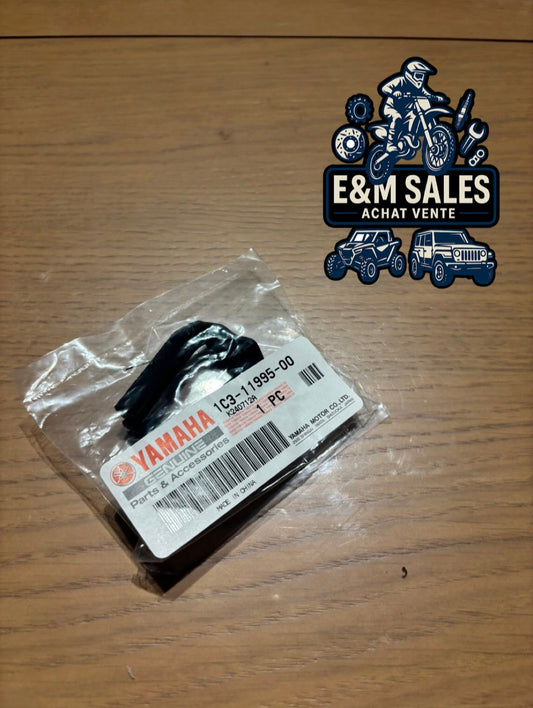 E&M SALES
ACHAT VENTE
1C3-11995-00
K240712A
1 PC
YAMAHA
GENUINE
Parts & Accessories
YAMAHA MOTOR CO.,LTD.
MADE IN CHINA